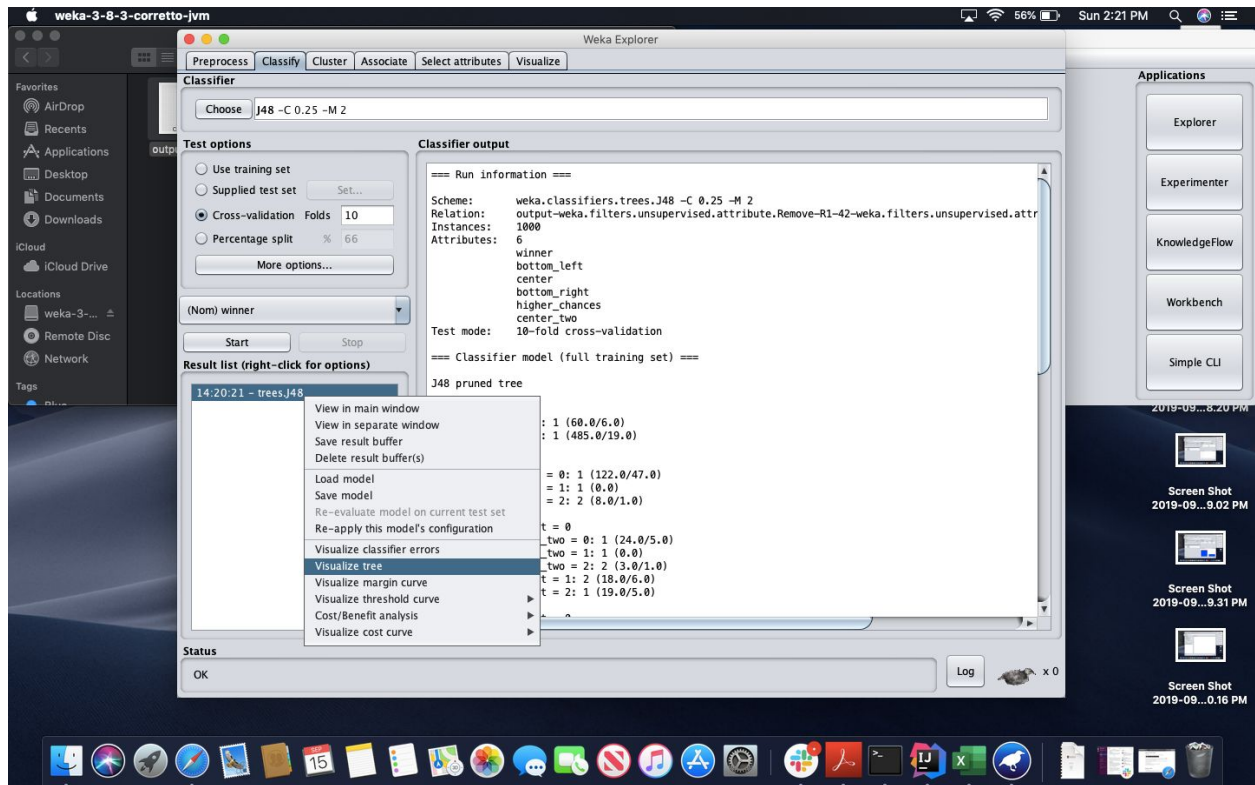 weka-3-8-3-corretto-jvm
56%
Sun 2:21 PM
Favorites
AirDrop
Recents
Applications
Desktop
Documents
Downloads
iCloud
iCloud Drive
Locations
weka-3-...
Remote Disc
Network
Tags
outpu
Weka Explorer
Preprocess Classify Cluster Associate Select attributes Visualize
Classifier
Choose J48 -C 0.25 -M 2
Test options
Use training set
Supplied test set Set...
Cross-validation Folds 10
Percentage split % 66
More options...
(Nom) winner
Start Stop
Result list (right-click for options)
14:20:21 - trees.J48
View in main window
View in separate window
Save result buffer
Delete result buffer(s)
Load model
Save model
Re-evaluate model on current test set
Re-apply this model's configuration
Visualize classifier errors
Visualize tree
Visualize margin curve
Visualize threshold curve
Cost/Benefit analysis
Visualize cost curve
Classifier output
=== Run information ===
Scheme: weka.classifiers.trees.J48 -C 0.25 -M 2
Relation: output-weka.filters.unsupervised.attribute.Remove-R1-42-weka.filters.unsupervised.attr
Instances: 1000
Attributes: 6
winner
bottom_left
center
bottom_right
higher_chances
center_two
Test mode: 10-fold cross-validation
=== Classifier model (full training set) ===
J48 pruned tree
: 1 (60.0/6.0)
: 1 (485.0/19.0)
= 0: 1 (122.0/47.0)
= 1: 1 (0.0)
= 2: 2 (8.0/1.0)
t = 0
_two = 0: 1 (24.0/5.0)
_two = 1: 1 (0.0)
_two = 2: 2 (3.0/1.0)
t = 1: 2 (18.0/6.0)
t = 2: 1 (19.0/5.0)
Status
OK
Log
x 0
Applications
Explorer
Experimenter
KnowledgeFlow
Workbench
Simple CLI
2019-09...8.20 PM
Screen Shot
2019-09...9.02 PM
Screen Shot
2019-09...9.31 PM
Screen Shot
2019-09...0.16 PM
SEP
15